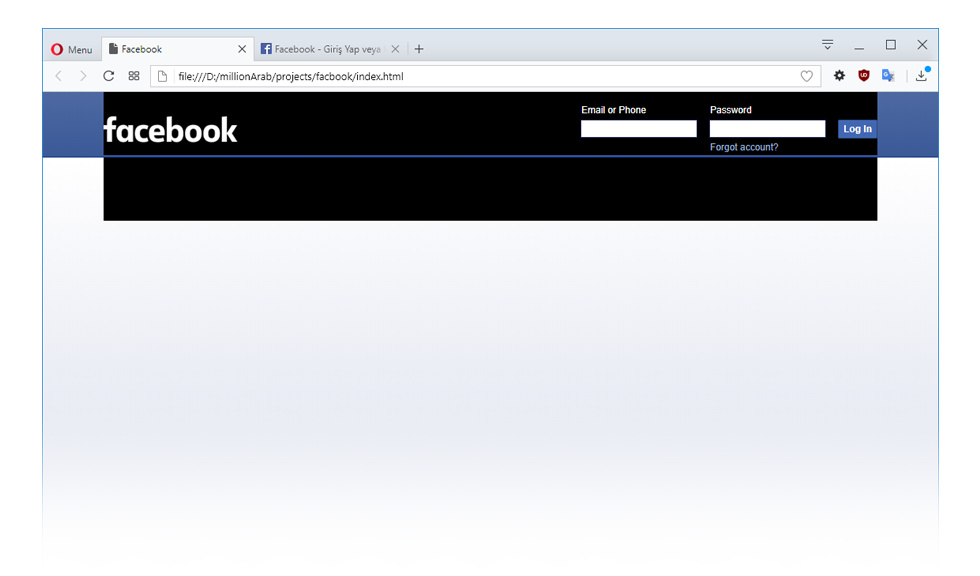 Menu
Facebook
Facebook - Giriş Yap veya
file:///D:/millionArab/projects/facbook/index.html
facebook
Email or Phone
Password
Log In
Forgot account?